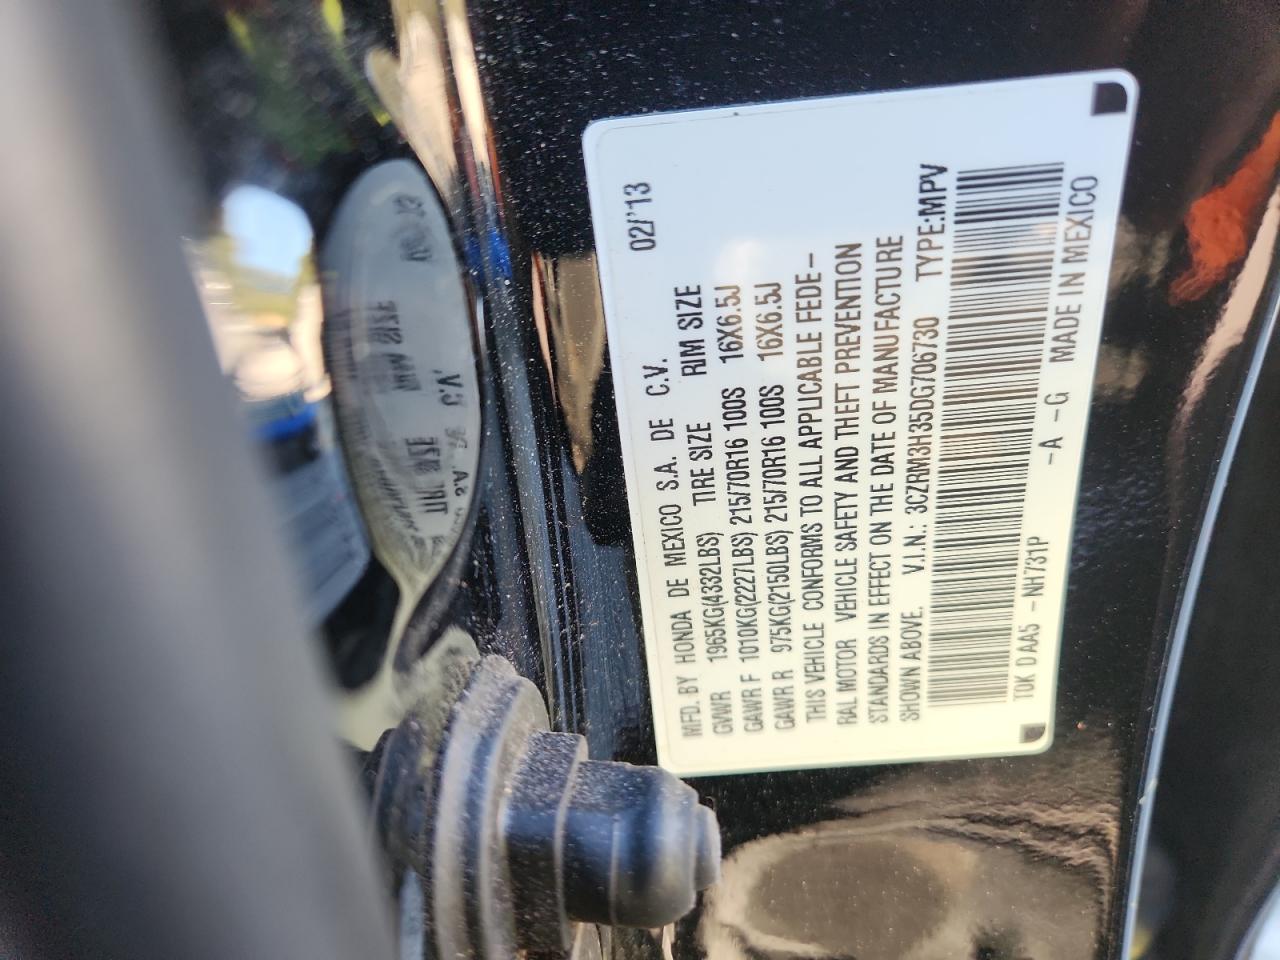 MFD. BY HONDA DE MEXICO S.A. DE C.V. 02/'13
GVWR 1965KG(4332LBS) TIRE SIZE RIM SIZE
GAWR F 1010KG(2227LBS) 215/70R16 100S 16X6.5J
GAWR R 975KG(2150LBS) 215/70R16 100S 16X6.5J
THIS VEHICLE CONFORMS TO ALL APPLICABLE FEDE-
RAL MOTOR VEHICLE SAFETY AND THEFT PREVENTION
STANDARDS IN EFFECT ON THE DATE OF MANUFACTURE
SHOWN ABOVE. V.I.N.: 3CZRM3H35DG706730 TYPE:MPV
T0K D AA5 - NH731P -A -G MADE IN MEXICO